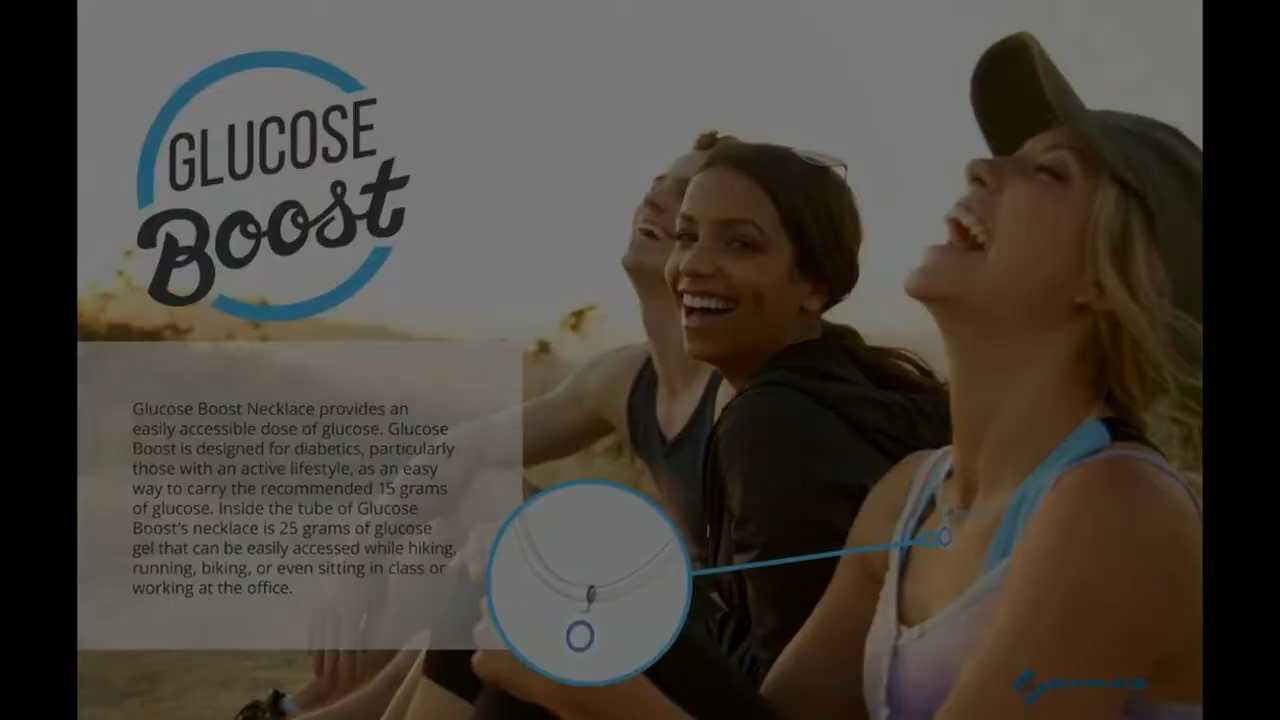 GLUCOSE
Boost
Glucose Boost Necklace provides an
easily accessible dose of glucose. Glucose
Boost is designed for diabetics, particularly
those with an active lifestyle, as an easy
way to carry the recommended 15 grams
of glucose. Inside the tube of Glucose
Boost's necklace is 25 grams of glucose
gel that can be easily accessed while hiking,
running, biking, or even sitting in class or
working at the office.